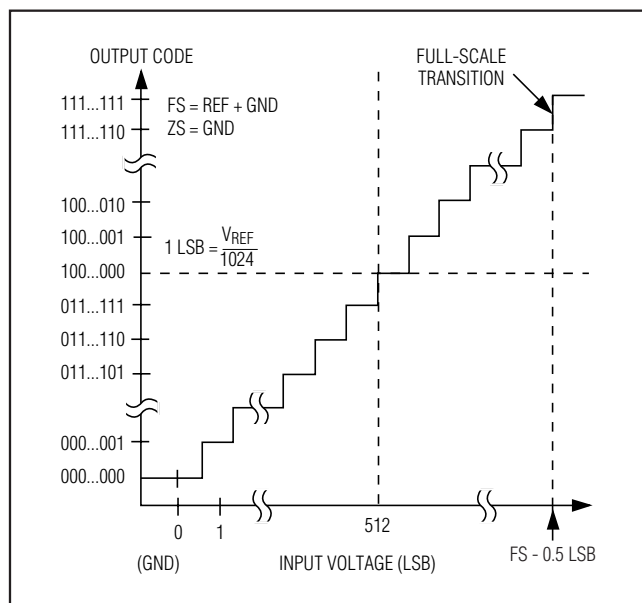 OUTPUT CODE
FULL-SCALE
TRANSITION
111...111
FS = REF + GND
111...110
ZS = GND
100...010
100...001
1 LSB = VREF
1024
100...000
011...111
011...110
011...101
000...001
000...000
0
1
512
(GND)
INPUT VOLTAGE (LSB)
FS - 0.5 LSB